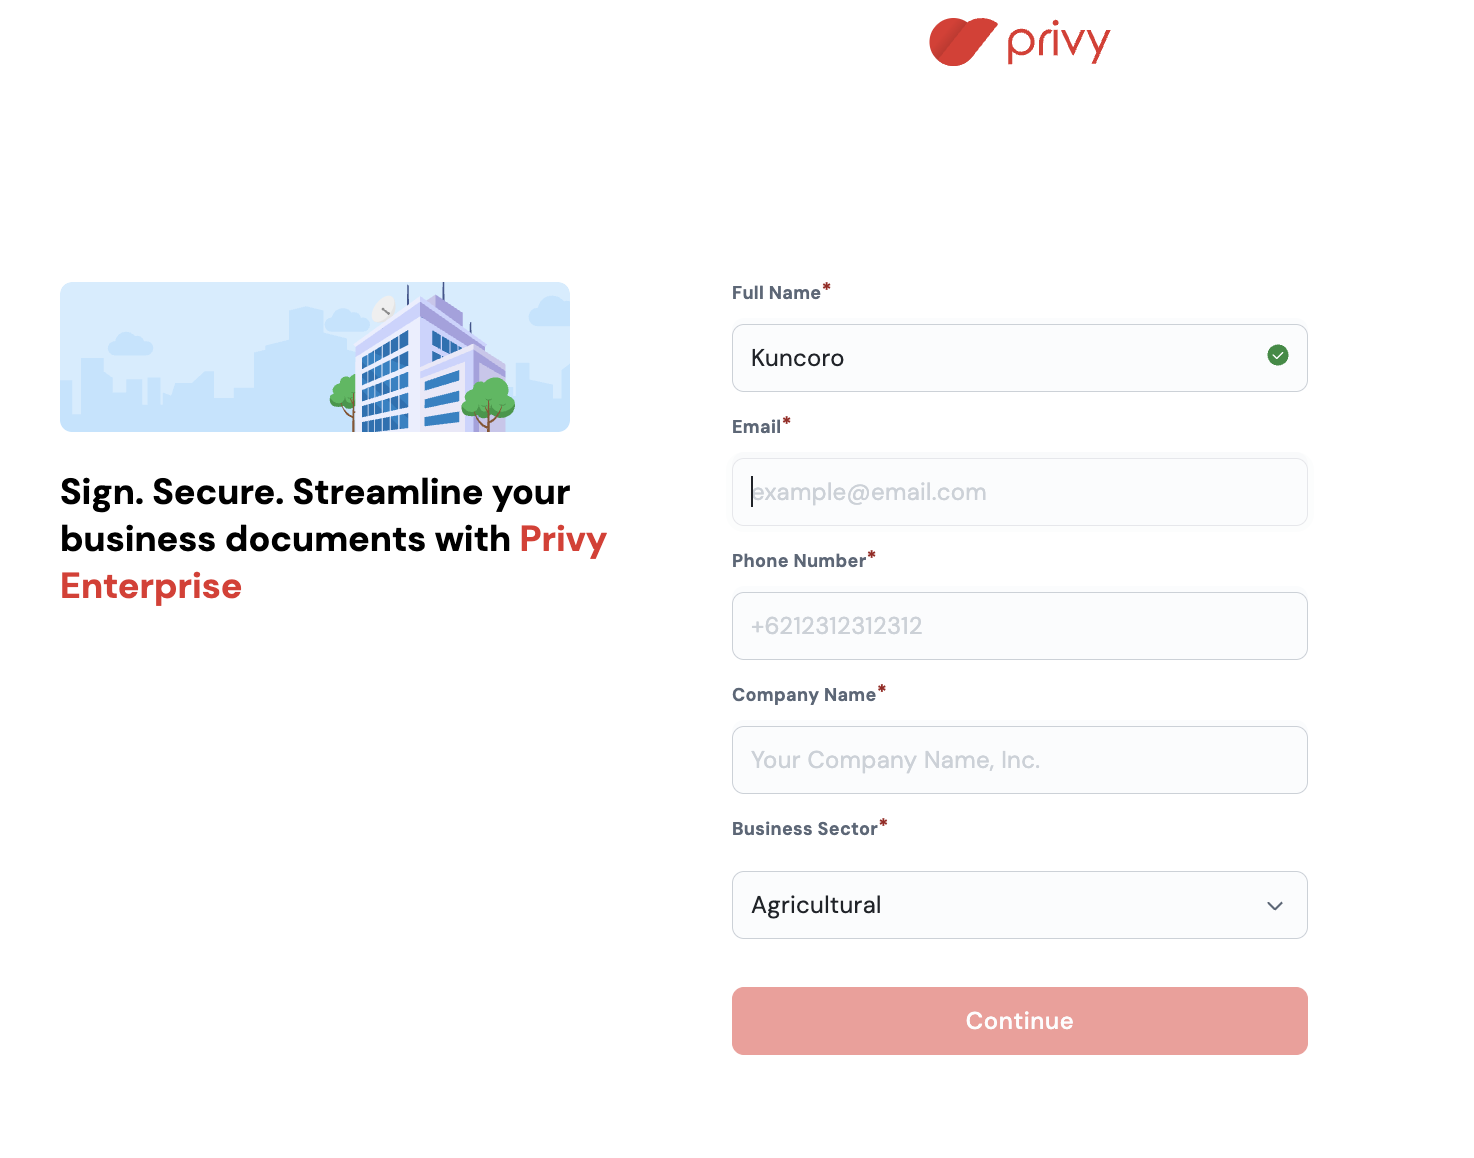 privy
Sign. Secure. Streamline your
business documents with Privy
Enterprise
Full Name*
Kuncoro
Email*
example@email.com
Phone Number*
+6212312312312
Company Name*
Your Company Name, Inc.
Business Sector*
Agricultural
Continue